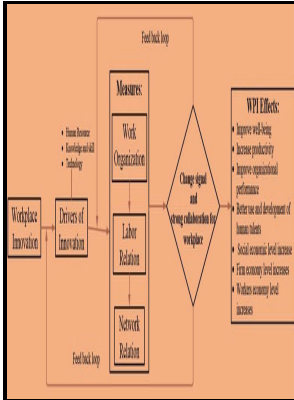 Feed back loop
Measures:
• Human Resource
• Knowledge and skill
• Technology
Work
Organization
Workplace
Innovation
Drivers of
Innovation
Labor
Relation
Network
Relation
Change signal
and
strong collaboration for
workplace
WPI Effects:
• Improve well-being
• Increase productivity
• Improve organizational
performance
• Better use and development of
human talents
• Social economic level increase
• Firm economy level increases
• Workers economy level
increases
Feed back loop